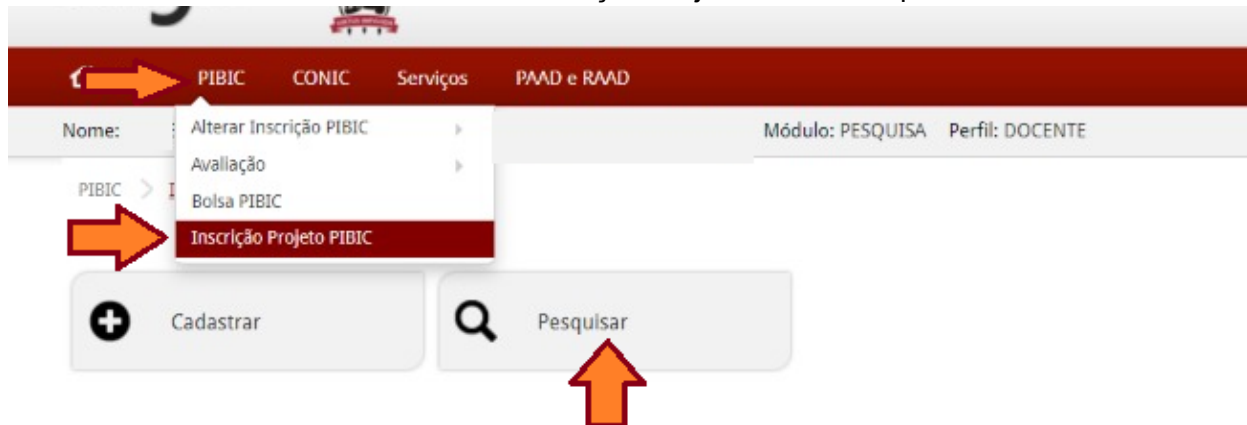 PIBIC CONIC Serviços PAAD e RAAD
Nome: Módulo: PESQUISA Perfil: DOCENTE
Alterar Inscrição PIBIC
Avaliação
PIBIC >
Bolsa PIBIC
Inscrição Projeto PIBIC
Cadastrar Pesquisar